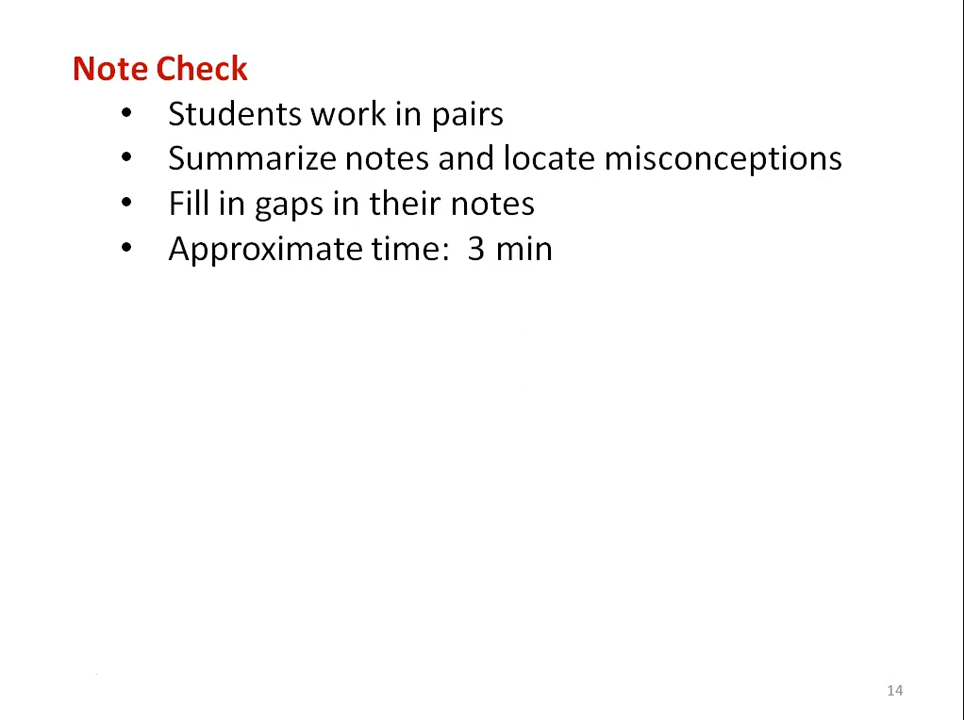 Note Check
• Students work in pairs
• Summarize notes and locate misconceptions
• Fill in gaps in their notes
• Approximate time:  3 min
14